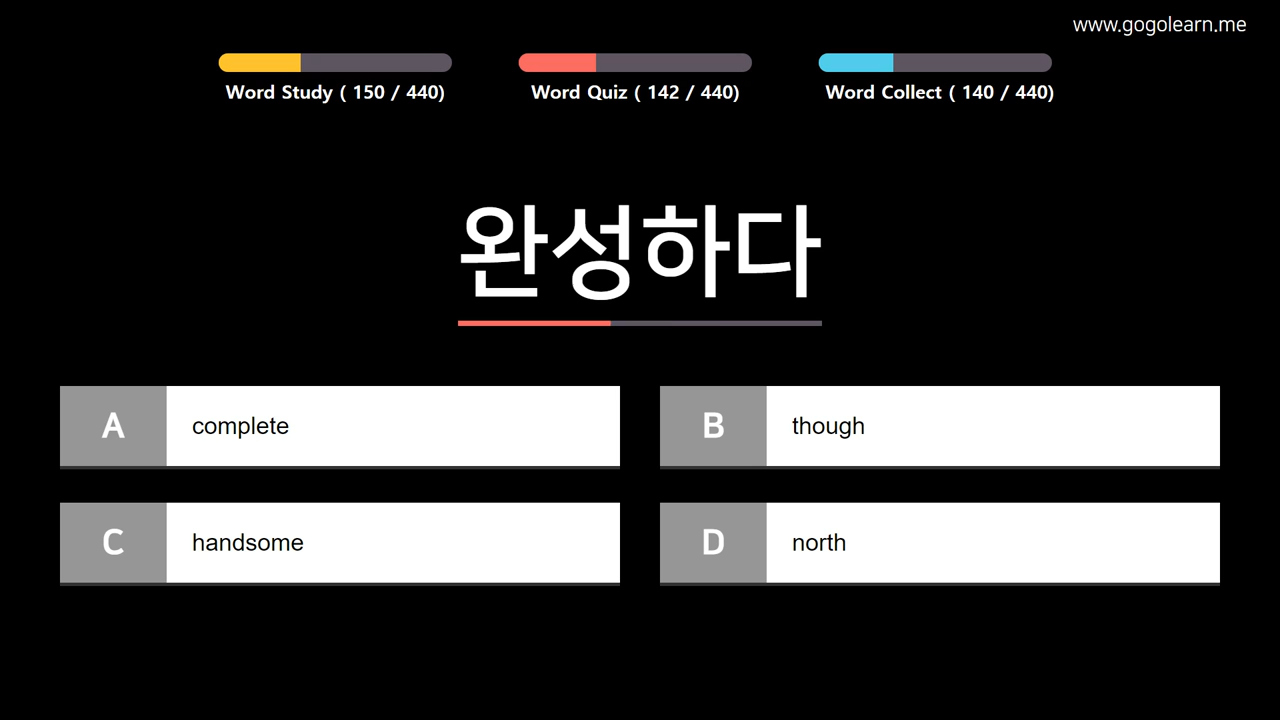 www.gogolearn.me
Word Study ( 150 / 440)
Word Quiz ( 142 / 440)
Word Collect ( 140 / 440)
완성하다
A complete
B though
C handsome
D north